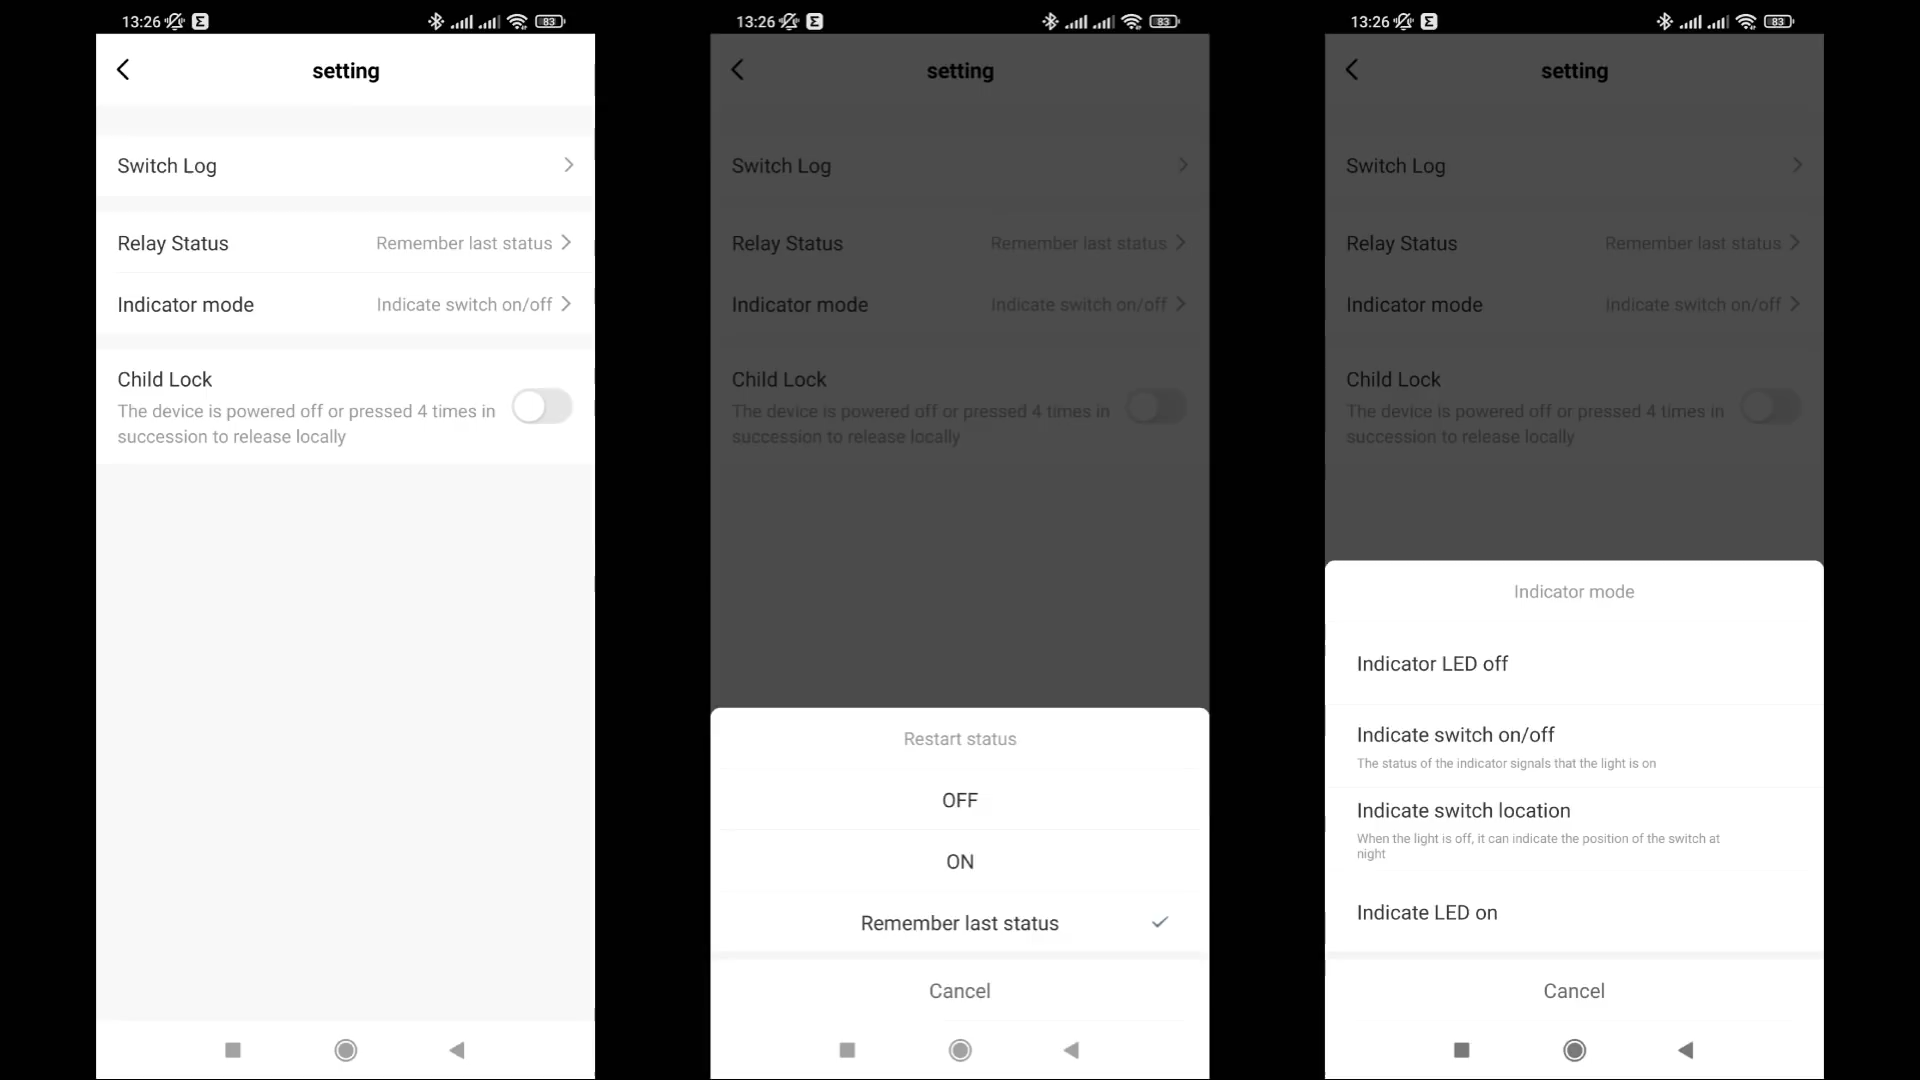 13:26
83
setting
Switch Log
Relay Status
Remember last status
Indicator mode
Indicate switch on/off
Child Lock
The device is powered off or pressed 4 times in
succession to release locally
13:26
83
setting
Switch Log
Relay Status
Remember last status
Indicator mode
Indicate switch on/off
Child Lock
The device is powered off or pressed 4 times in
succession to release locally
Restart status
OFF
ON
Remember last status
Cancel
13:26
83
setting
Switch Log
Relay Status
Remember last status
Indicator mode
Indicate switch on/off
Child Lock
The device is powered off or pressed 4 times in
succession to release locally
Indicator mode
Indicator LED off
Indicate switch on/off
The status of the indicator signals that the light is on
Indicate switch location
When the light is off, it can indicate the position of the switch at
night
Indicate LED on
Cancel